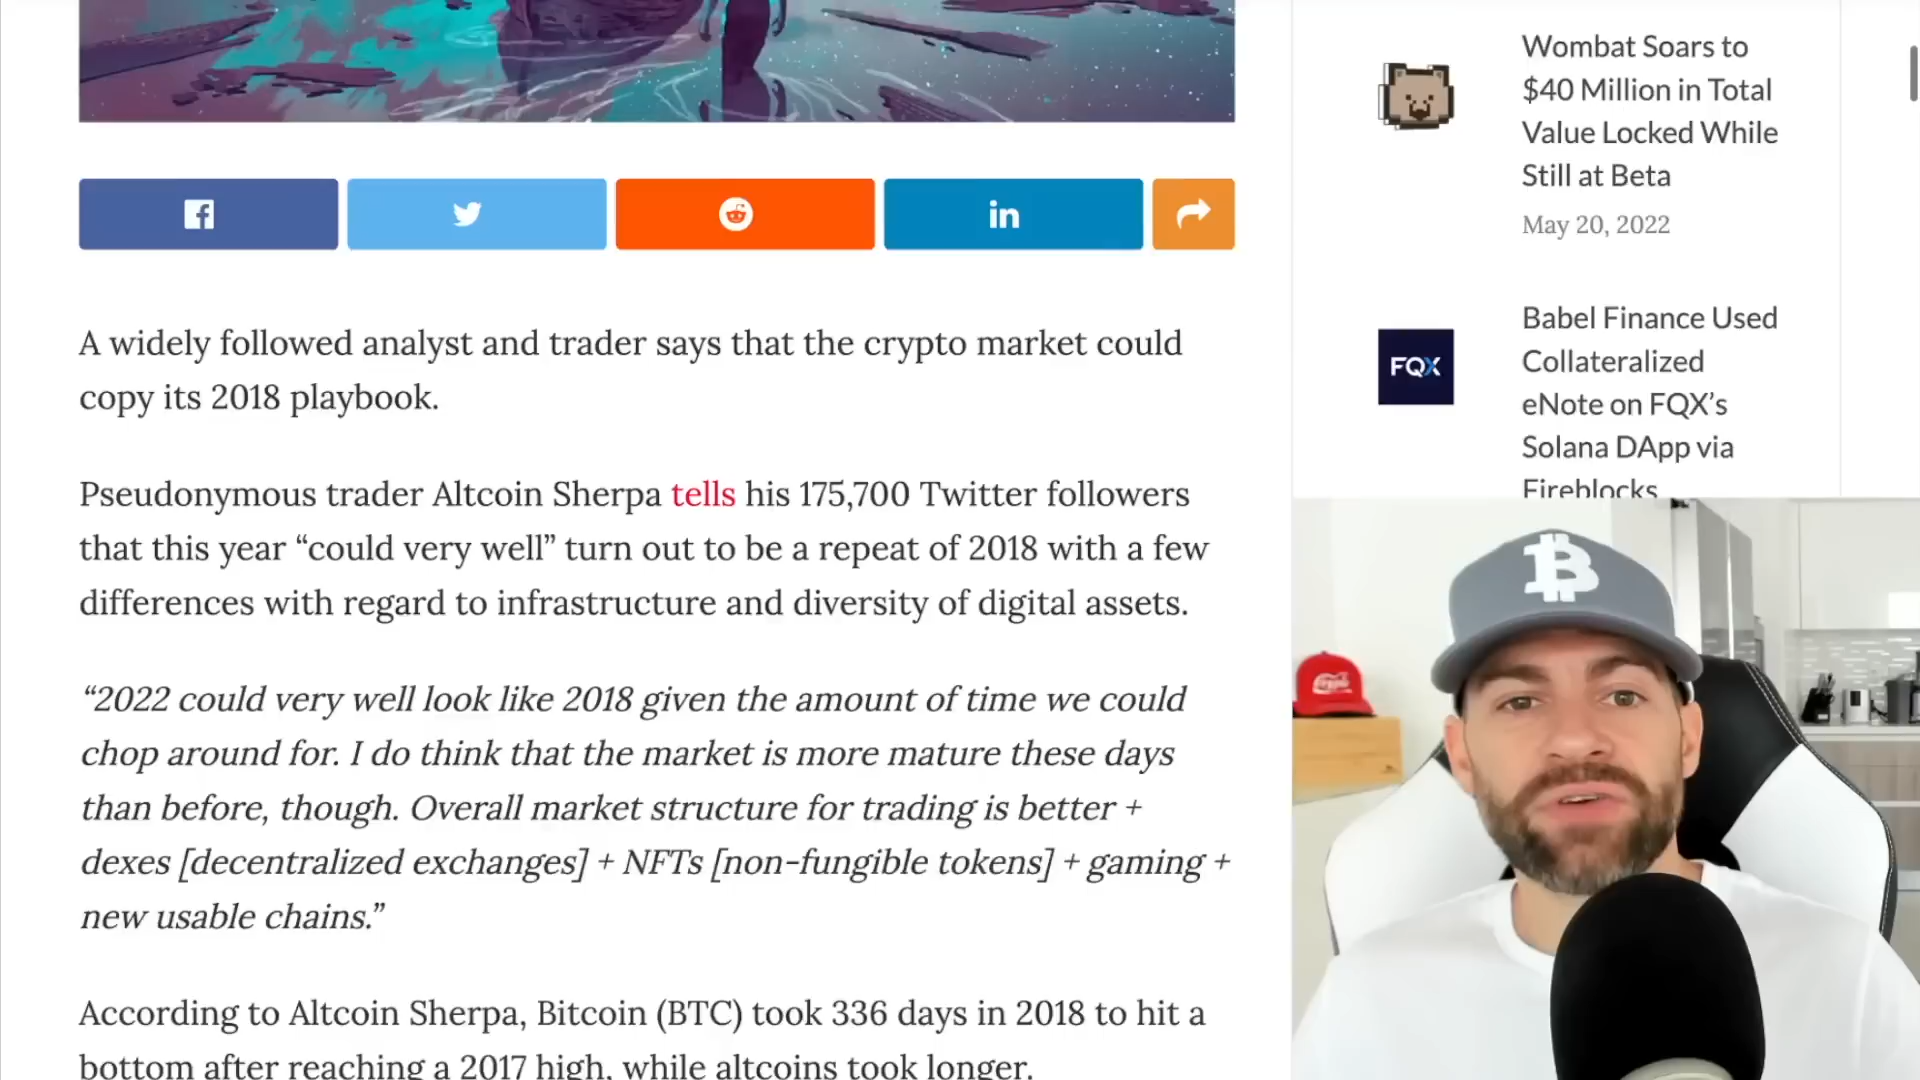 A widely followed analyst and trader says that the crypto market could
copy its 2018 playbook.
Pseudonymous trader Altcoin Sherpa tells his 175,700 Twitter followers
that this year “could very well” turn out to be a repeat of 2018 with a few
differences with regard to infrastructure and diversity of digital assets.
“2022 could very well look like 2018 given the amount of time we could
chop around for. I do think that the market is more mature these days
than before, though. Overall market structure for trading is better +
dexes [decentralized exchanges] + NFTs [non-fungible tokens] + gaming +
new usable chains.”
According to Altcoin Sherpa, Bitcoin (BTC) took 336 days in 2018 to hit a
bottom after reaching a 2017 high, while altcoins took longer.
Wombat Soars to
$40 Million in Total
Value Locked While
Still at Beta
May 20, 2022
FQX
Babel Finance Used
Collateralized
eNote on FQX’s
Solana DApp via
Fireblocks